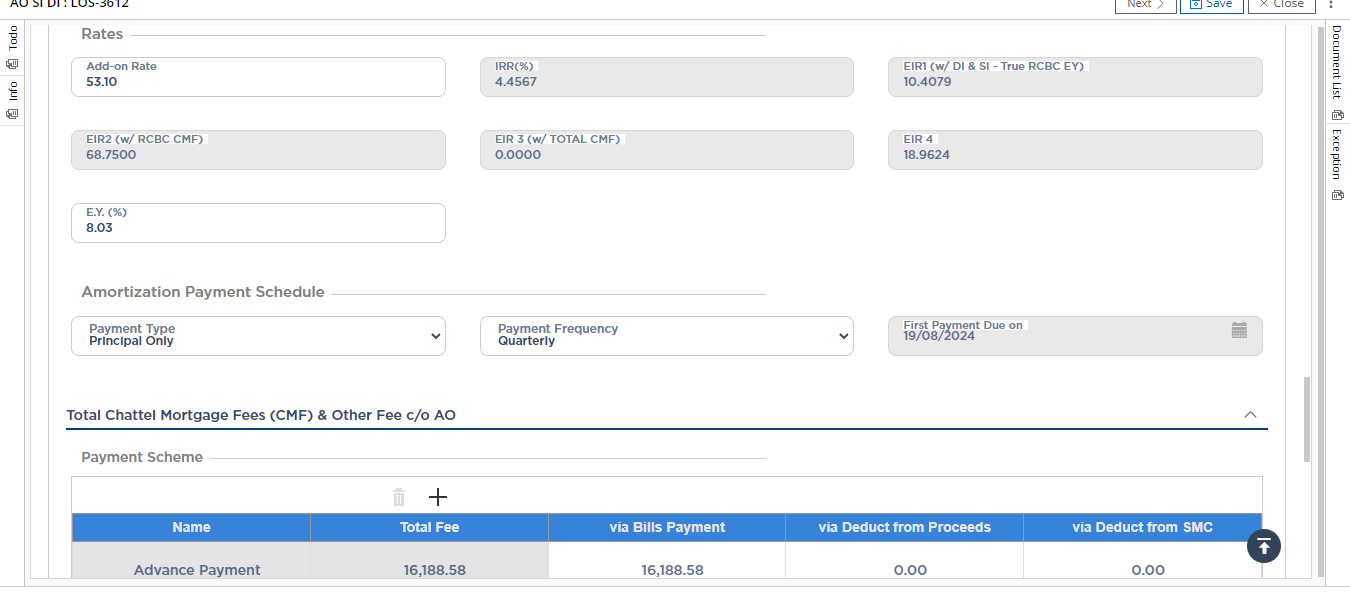 AO SI DI : LOS-3612
Next
Save
Close
Todo
Info
Document List
Exception
Rates
Add-on Rate
53.10
IRR(%)
4.4567
EIR1 (w/ DI & SI - True RCBC EY)
10.4079
EIR2 (w/ RCBC CMF)
68.7500
EIR 3 (w/ TOTAL CMF)
0.0000
EIR 4
18.9624
E.Y. (%)
8.03
Amortization Payment Schedule
Payment Type
Principal Only
Payment Frequency
Quarterly
First Payment Due on
19/08/2024
Total Chattel Mortgage Fees (CMF) & Other Fee c/o AO
Payment Scheme
Name Total Fee via Bills Payment via Deduct from Proceeds via Deduct from SMC
Advance Payment 16,188.58 16,188.58 0.00 0.00